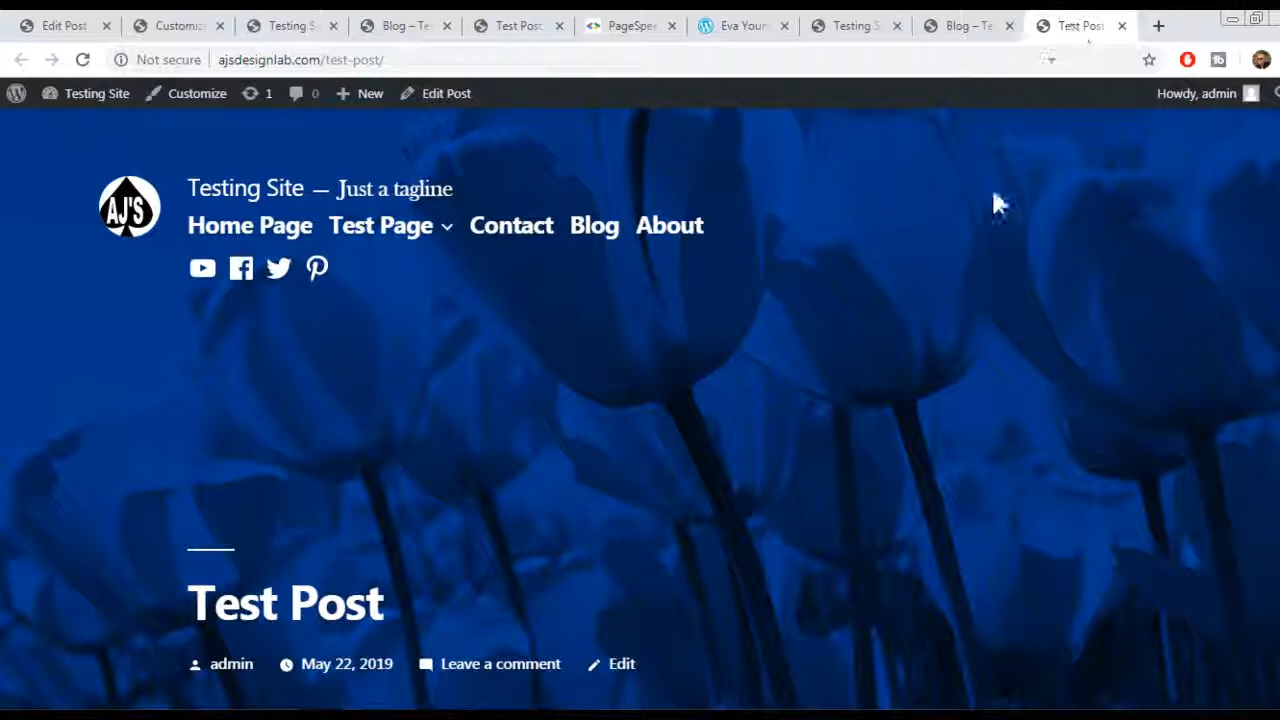 Edit Post Customize Testing S Blog – Te Test Post PageSpee Eva Youn Testing S Blog – Te Test Post
Not secure ajsdesignlab.com/test-post/
Testing Site Customize 1 0 New Edit Post Howdy, admin
AJ'S
Testing Site — Just a tagline
Home Page Test Page Contact Blog About
Test Post
admin May 22, 2019 Leave a comment Edit